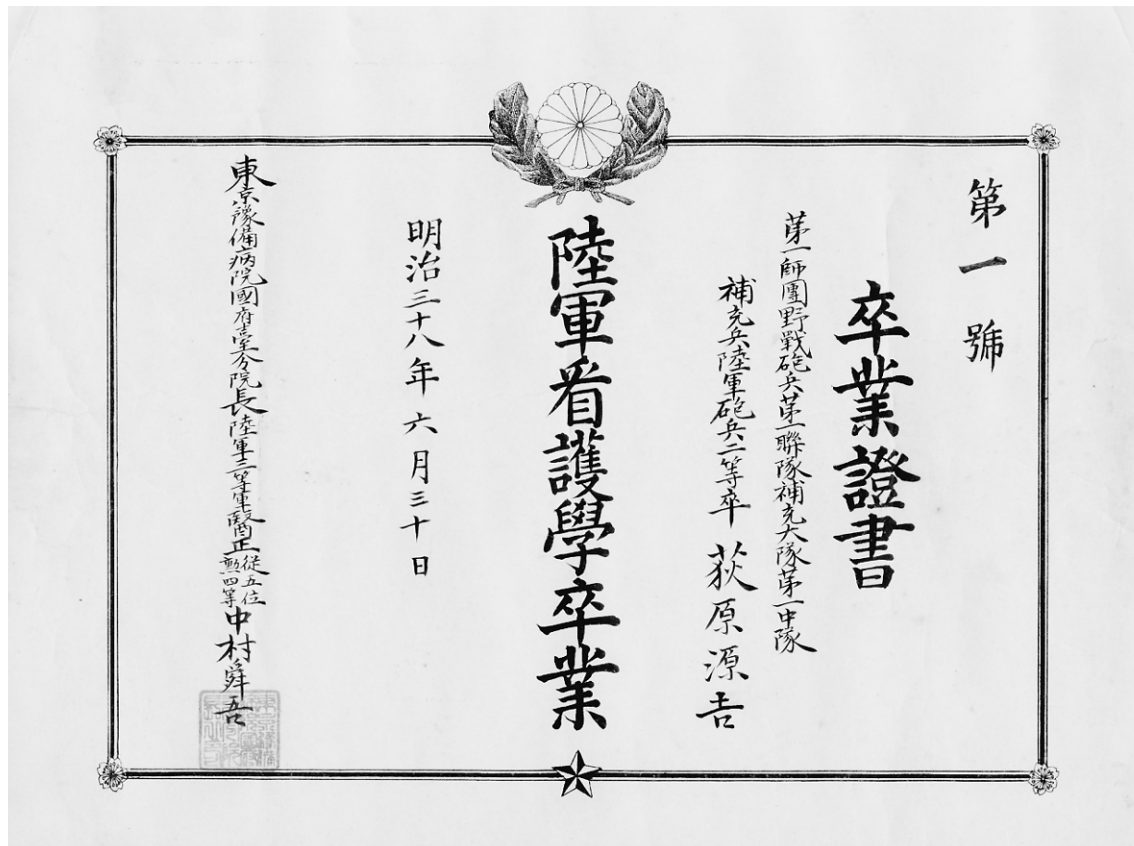 第一號
卒業證書
第一師團野戰砲兵第一聯隊補充大隊第一中隊
補充兵陸軍砲兵二等卒 荻原源吉
陸軍看護學卒業
明治三十八年六月三十日
東京豫備病院國府臺分院長陸軍三等軍醫正從五位勲四等中村舜吾